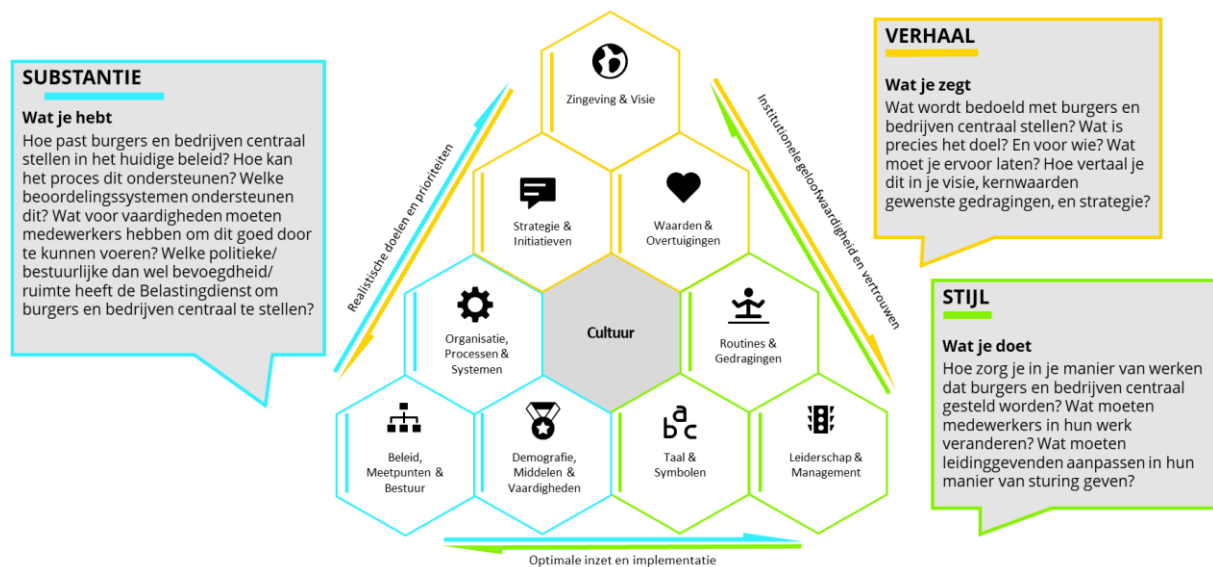 SUBSTANTIE
Wat je hebt
Hoe past burgers en bedrijven centraal
stellen in het huidige beleid? Hoe kan
het proces dit ondersteunen? Welke
beoordelingssystemen ondersteunen
dit? Wat voor vaardigheden moeten
medewerkers hebben om dit goed door
te kunnen voeren? Welke politieke/
bestuurlijke dan wel bevoegdheid/
ruimte heeft de Belastingdienst om
burgers en bedrijven centraal te stellen?
Realistische doelen en prioriteiten
Zingeving & Visie
Strategie &
Initiatieven
Waarden &
Overtuigingen
Organisatie,
Processen &
Systemen
Cultuur
Routines &
Gedragingen
Beleid,
Meetpunten &
Bestuur
Demografie,
Middelen &
Vaardigheden
a
b c
Taal &
Symbolen
Leiderschap &
Management
Institutionele geloofwaardigheid en vertrouwen
Optimale inzet en implementatie
VERHAAL
Wat je zegt
Wat wordt bedoeld met burgers en
bedrijven centraal stellen? Wat is
precies het doel? En voor wie? Wat
moet je ervoor laten? Hoe vertaal je
dit in je visie, kernwaarden
gewenste gedragingen, en strategie?
STIJL
Wat je doet
Hoe zorg je in je manier van werken
dat burgers en bedrijven centraal
gesteld worden? Wat moeten
medewerkers in hun werk
veranderen? Wat moeten
leidinggevenden aanpassen in hun
manier van sturing geven?